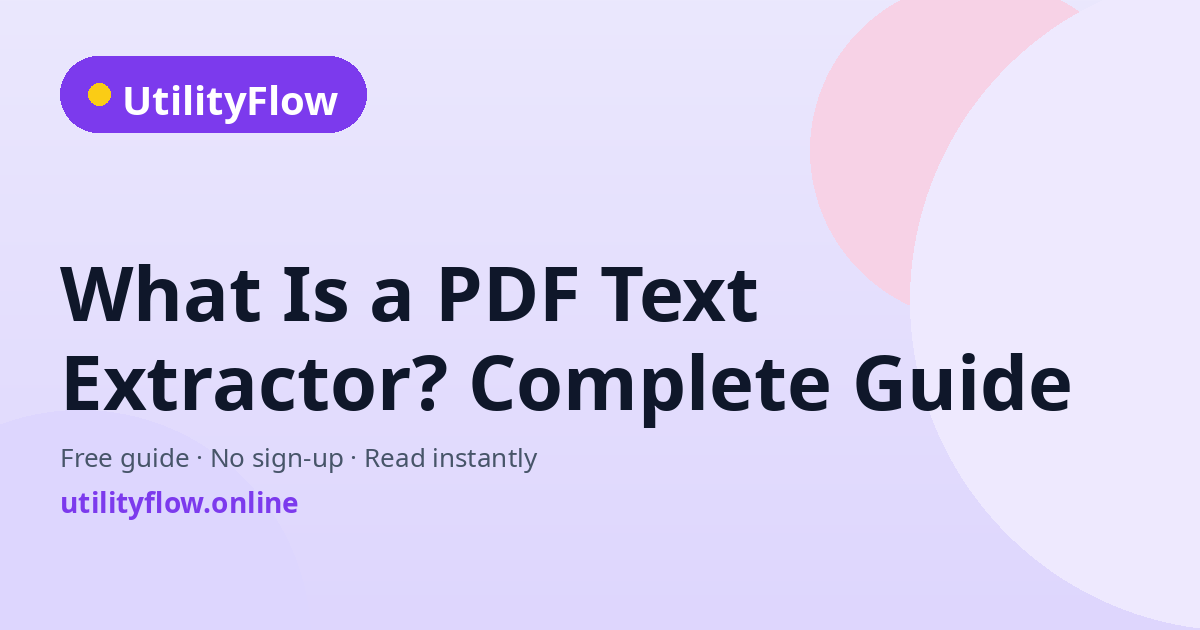 UtilityFlow
What Is a PDF Text
Extractor? Complete Guide
Free guide · No sign-up · Read instantly
utilityflow.online